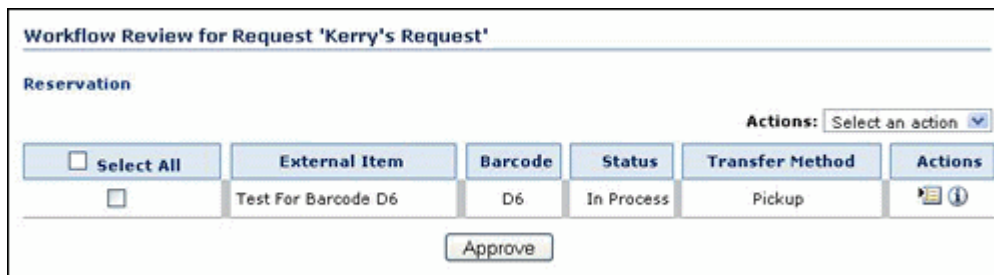 Workflow Review for Request 'Kerry's Request'
Reservation
Actions: Select an action
Select All External Item Barcode Status Transfer Method Actions
Test For Barcode D6 D6 In Process Pickup
Approve